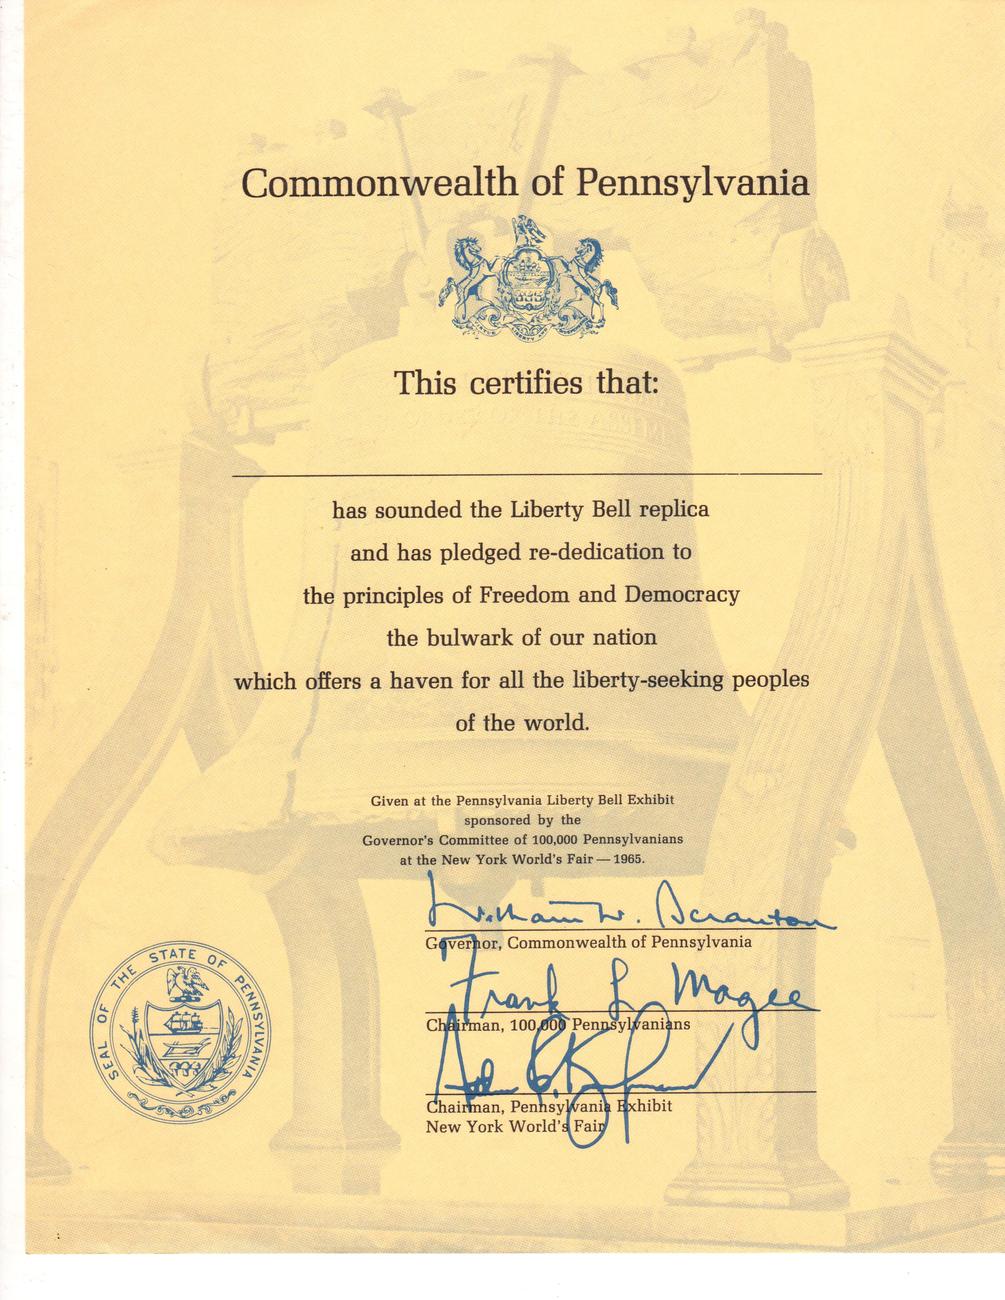 Commonwealth of Pennsylvania
This certifies that:
has sounded the Liberty Bell replica
and has pledged re-dedication to
the principles of Freedom and Democracy
the bulwark of our nation
which offers a haven for all the liberty-seeking peoples
of the world.
Given at the Pennsylvania Liberty Bell Exhibit
sponsored by the
Governor's Committee of 100,000 Pennsylvanians
at the New York World's Fair — 1965.
William W. Scranton
Governor, Commonwealth of Pennsylvania
Frank L Magee
Chairman, 100,000 Pennsylvanians
Chairman, Pennsylvania Exhibit
New York World's Fair
SEAL OF THE STATE OF PENNSYLVANIA